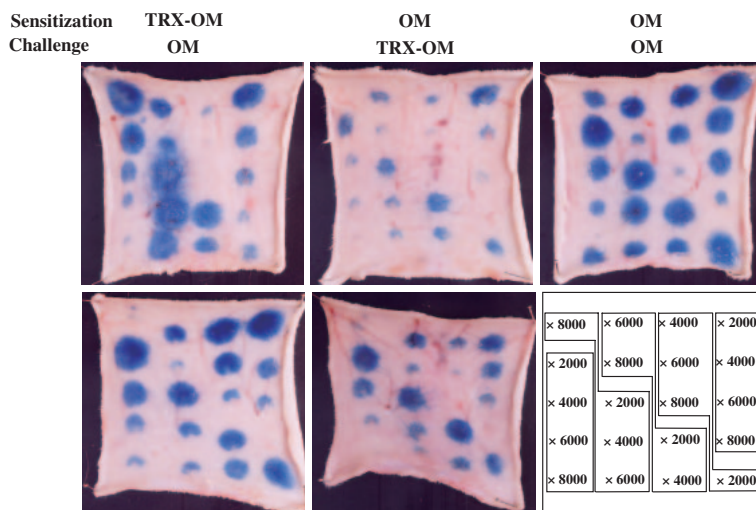 Sensitization TRX-OM OM OM
Challenge OM TRX-OM OM
× 8000 × 6000 × 4000 × 2000
× 2000 × 8000 × 6000 × 4000
× 4000 × 2000 × 8000 × 6000
× 6000 × 4000 × 2000 × 8000
× 8000 × 6000 × 4000 × 2000